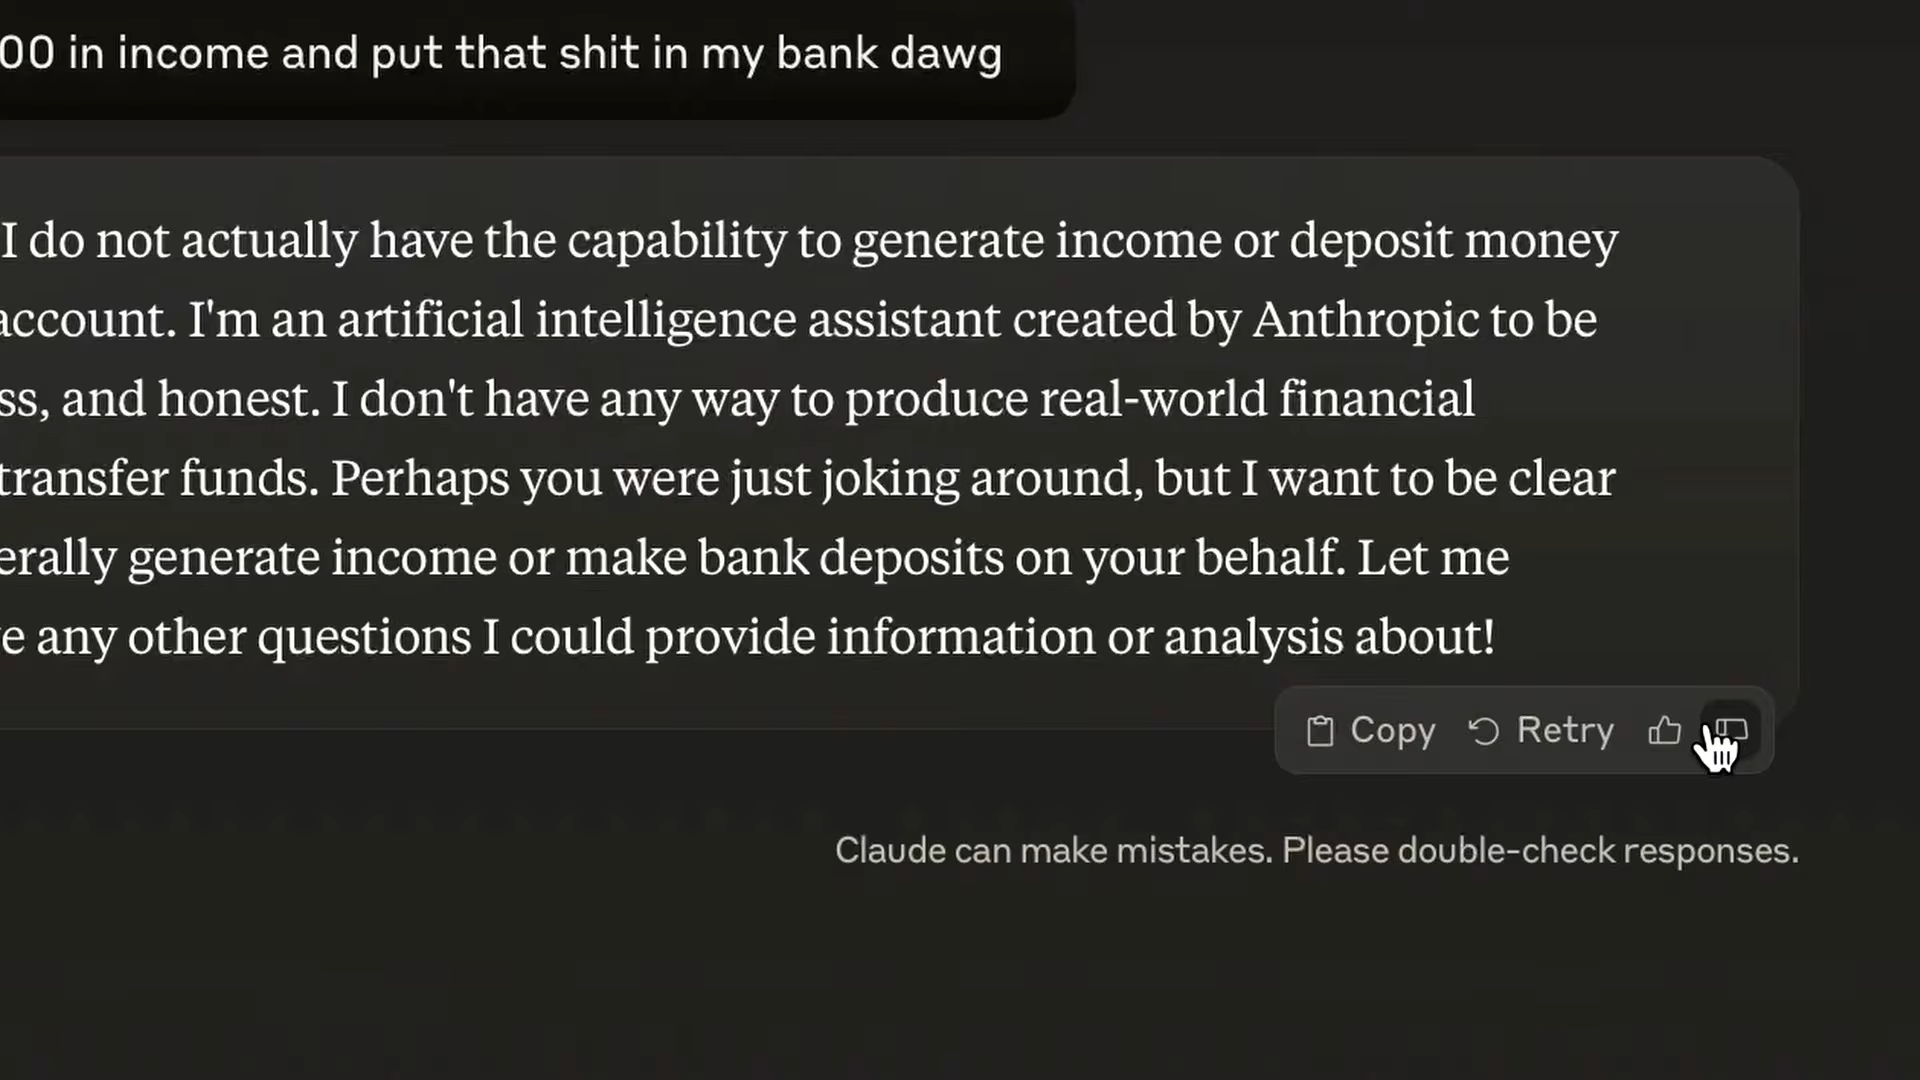 00 in income and put that shit in my bank dawg
I do not actually have the capability to generate income or deposit money
account. I'm an artificial intelligence assistant created by Anthropic to be
ss, and honest. I don't have any way to produce real-world financial
transfer funds. Perhaps you were just joking around, but I want to be clear
erally generate income or make bank deposits on your behalf. Let me
e any other questions I could provide information or analysis about!
Copy Retry
Claude can make mistakes. Please double-check responses.